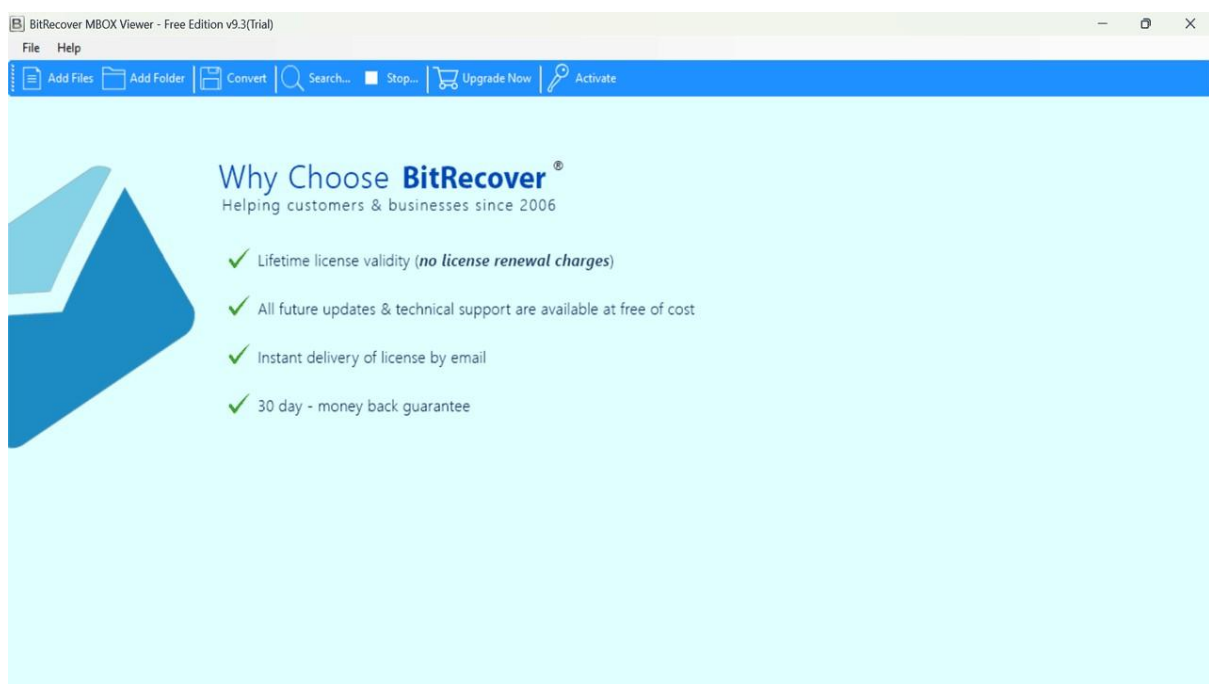 BitRecover MBOX Viewer - Free Edition v9.3(Trial)
File Help
Add Files Add Folder Convert Search... Stop... Upgrade Now Activate
Why Choose BitRecover ®
Helping customers & businesses since 2006
Lifetime license validity (no license renewal charges)
All future updates & technical support are available at free of cost
Instant delivery of license by email
30 day - money back guarantee